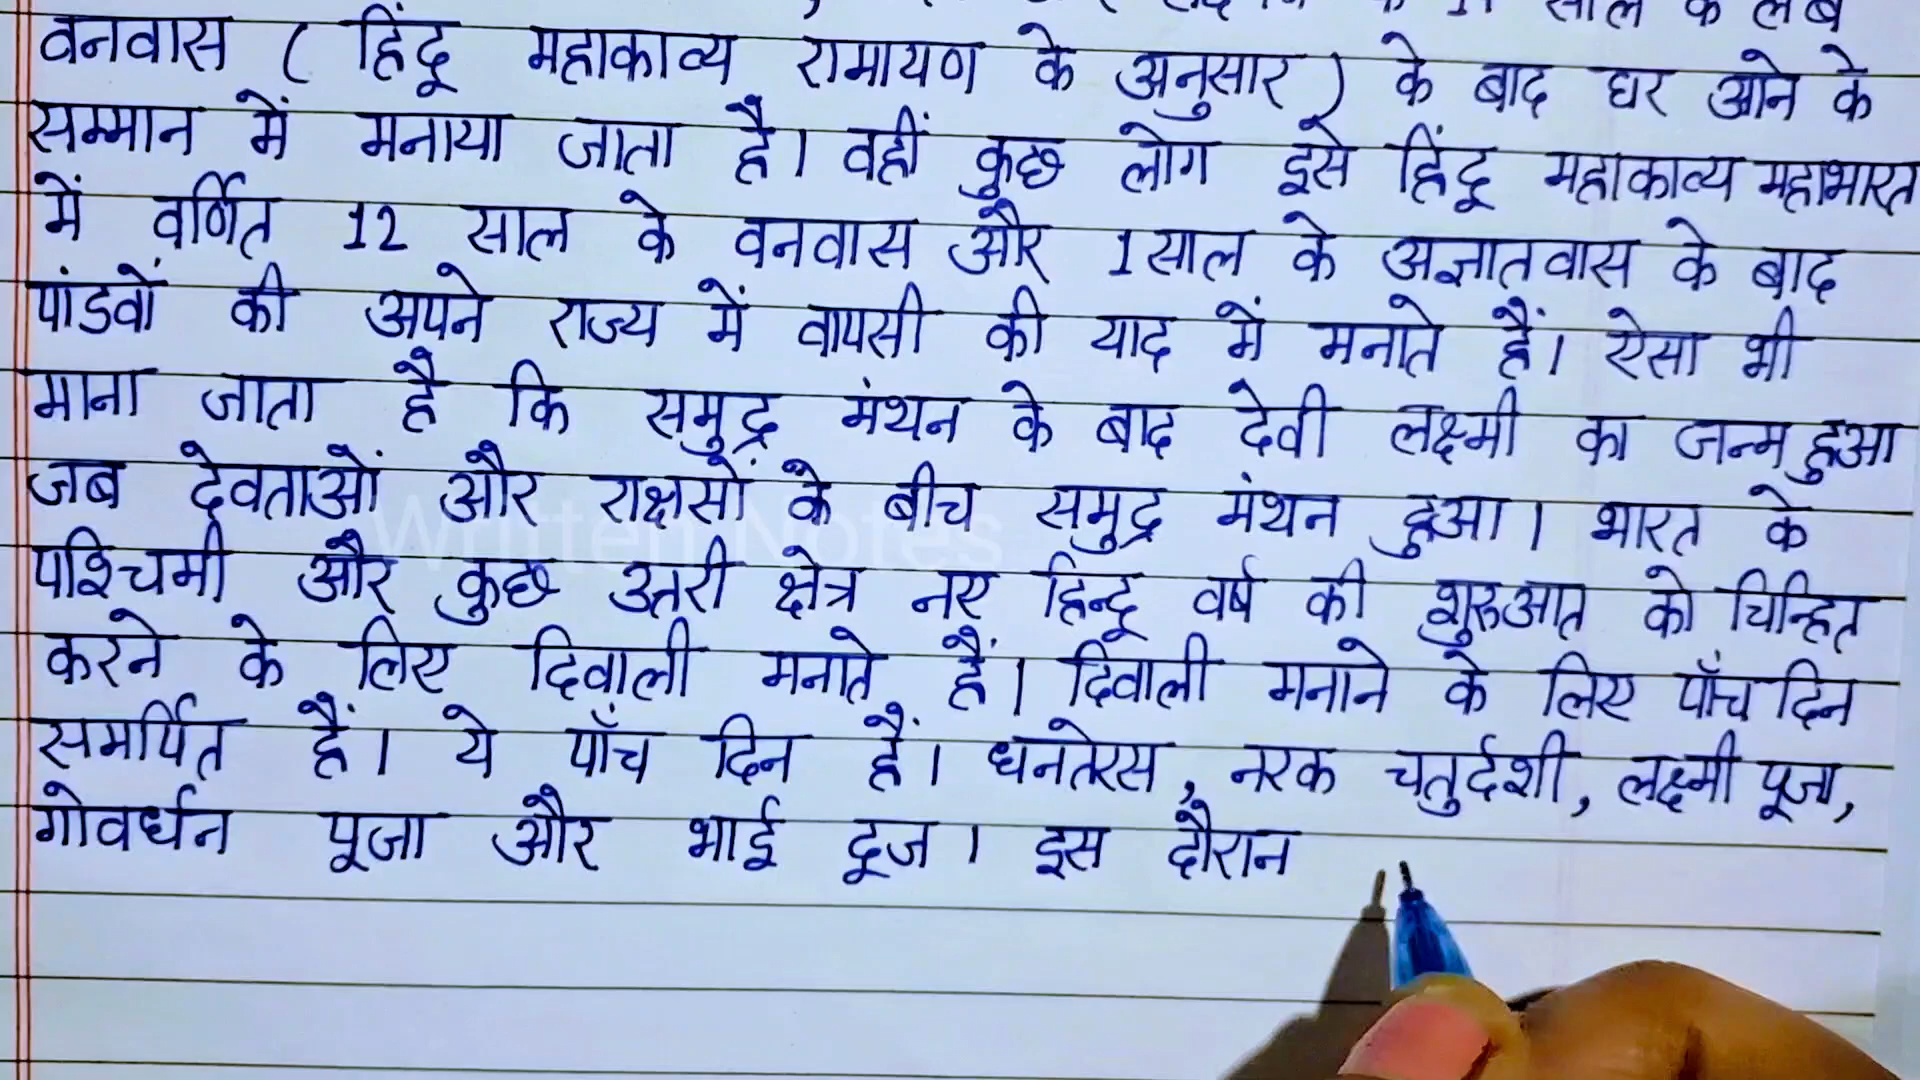 साल के लंबे
वनवास ( हिंदू महाकाव्य रामायण के अनुसार) के बाद घर आने के
सम्मान में मनाया जाता है। वहीं कुछ लोग इसे हिंदू महाकाव्य महाभारत
में वर्णित 12 साल के वनवास और 1 साल के अज्ञातवास के बाद
पांडवों की अपने राज्य में वापसी की याद में मनाते हैं। ऐसा भी
माना जाता है कि समुद्र मंथन के बाद देवी लक्ष्मी का जन्म हुआ
जब देवताओं और राक्षसों के बीच समुद्र मंथन हुआ। भारत के
Written Notes
पश्चिमी और कुछ उत्तरी क्षेत्र नए हिन्दू वर्ष की शुरुआत को चिन्हित
करने के लिए दिवाली मनाते हैं। दिवाली मनाने के लिए पाँच दिन
समर्पित हैं। ये पाँच दिन हैं। धनतेरस, नरक चतुर्दशी, लक्ष्मी पूजा,
गोवर्धन पूजा और भाई दूज। इस दौरान